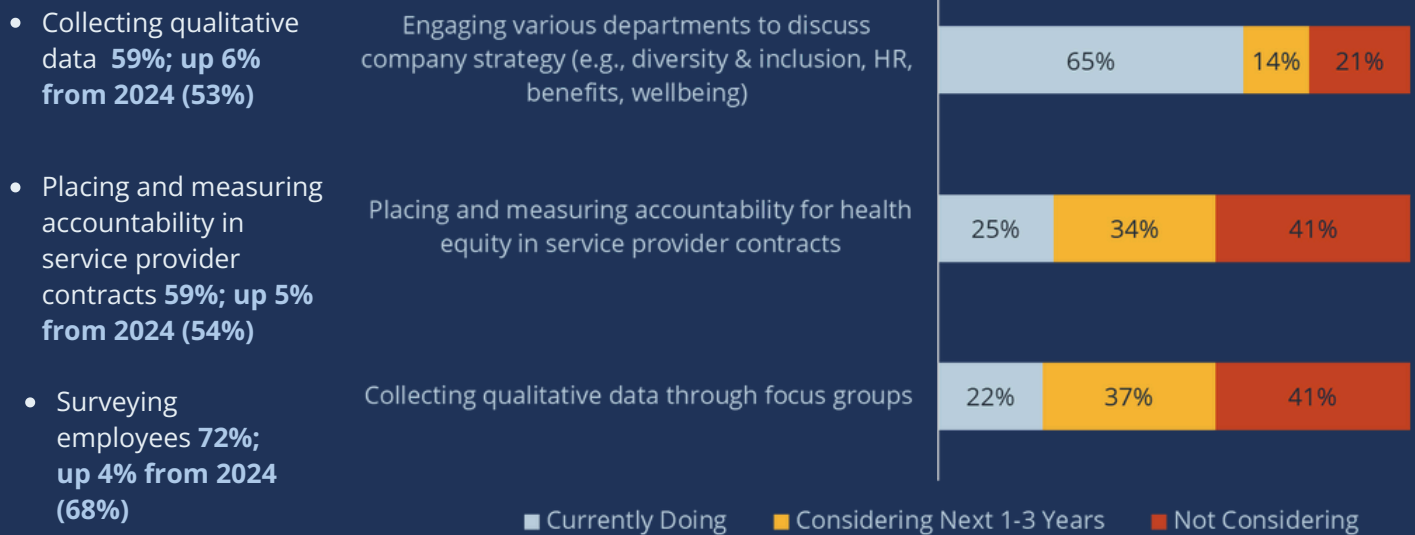 • Collecting qualitative
data 59%; up 6%
from 2024 (53%)
• Placing and measuring
accountability in
service provider
contracts 59%; up 5%
from 2024 (54%)
• Surveying
employees 72%;
up 4% from 2024
(68%)
Engaging various departments to discuss
company strategy (e.g., diversity & inclusion, HR,
benefits, wellbeing)
65% 14% 21%
Placing and measuring accountability for health
equity in service provider contracts
25% 34% 41%
Collecting qualitative data through focus groups
22% 37% 41%
Currently Doing Considering Next 1-3 Years Not Considering